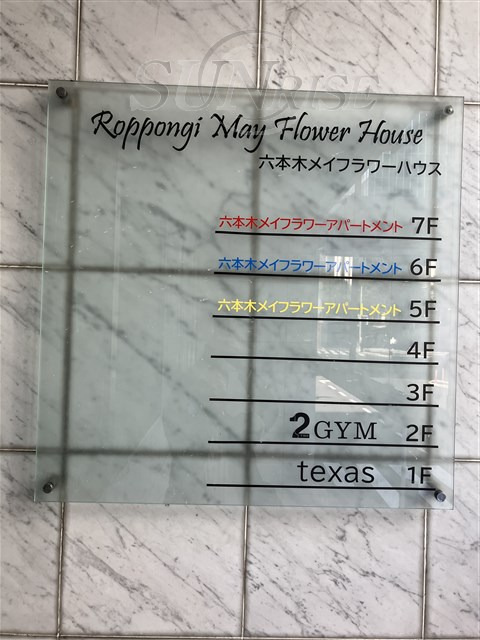 SUNRISE
Roppongi May Flower House
六本木メイフラワーハウス
六本木メイフラワーアパートメント 7F
六本木メイフラワーアパートメント 6F
六本木メイフラワーアパートメント 5F
4F
3F
2GYM 2F
texas 1F